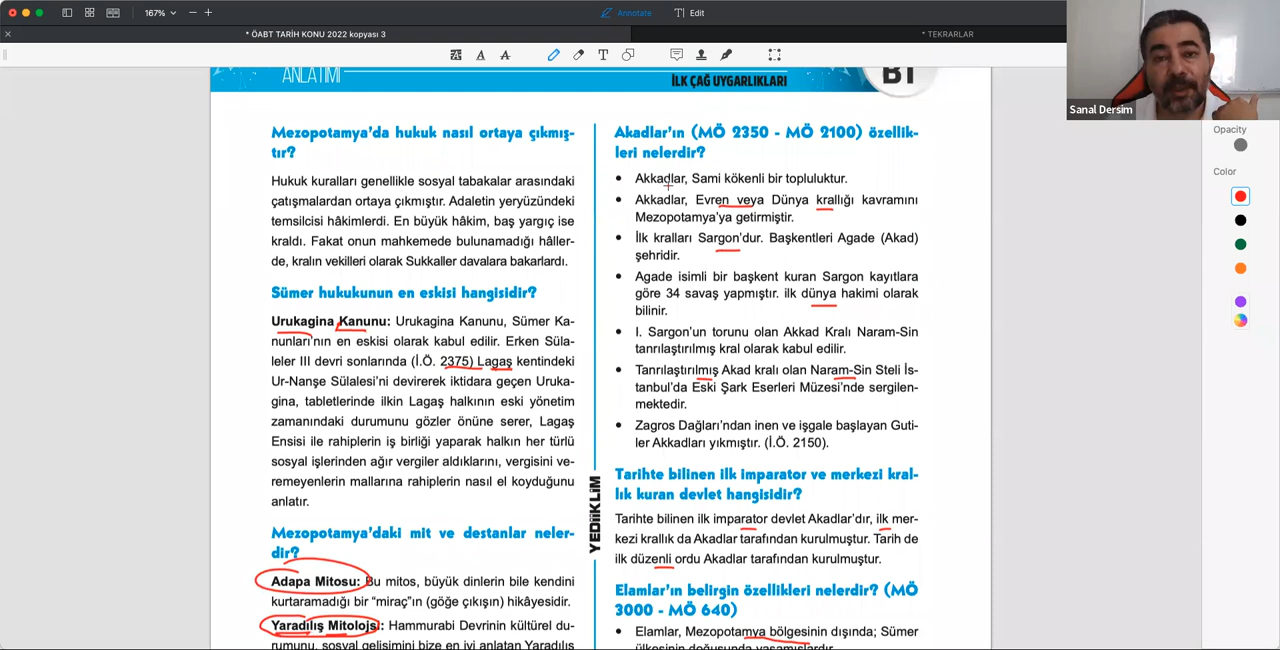 167%
Annotate
Edit
* ÖABT TARİH KONU 2022 kopyası 3
* TEKRARLAR
Sanal Dersim
Opacity
Color
ANLATIMI
İLK ÇAĞ UYGARLIKLARI
Mezopotamya'da hukuk nasıl ortaya çıkmış-
tır?
Hukuk kuralları genellikle sosyal tabakalar arasındaki
çatışmalardan ortaya çıkmıştır. Adaletin yeryüzündeki
temsilcisi hâkimlerdi. En büyük hâkim, baş yargıç ise
kraldı. Fakat onun mahkemede bulunamadığı hâller-
de, kralın vekilleri olarak Sukkaller davalara bakarlardı.
Sümer hukukunun en eskisi hangisidir?
Urukagina Kanunu: Urukagina Kanunu, Sümer Ka-
nunları'nın en eskisi olarak kabul edilir. Erken Süla-
leler III devri sonlarında (İ.Ö. 2375) Lagaş kentindeki
Ur-Nanşe Sülalesi'ni devirerek iktidara geçen Uruka-
gina, tabletlerinde ilkin Lagaş halkının eski yönetim
zamanındaki durumunu gözler önüne serer, Lagaş
Ensisi ile rahiplerin iş birliği yaparak halkın her türlü
sosyal işlerinden ağır vergiler aldıklarını, vergisini ve-
remeyenlerin mallarına rahiplerin nasıl el koyduğunu
anlatır.
Mezopotamya'daki mit ve destanlar neler-
dir?
Adapa Mitosu: Bu mitos, büyük dinlerin bile kendini
kurtaramadığı bir “miraç”ın (göğe çıkışın) hikâyesidir.
Yaradılış Mitolojsi: Hammurabi Devrinin kültürel du-
rumunu, sosyal gelişimini bize en iyi anlatan Yaradılış
YEDİİKLİM
Akadlar'ın (MÖ 2350 - MÖ 2100) özellik-
leri nelerdir?
• Akkadlar, Sami kökenli bir topluluktur.
• Akkadlar, Evren veya Dünya krallığı kavramını
Mezopotamya'ya getirmiştir.
• İlk kralları Sargon'dur. Başkentleri Agade (Akad)
şehridir.
• Agade isimli bir başkent kuran Sargon kayıtlara
göre 34 savaş yapmıştır. ilk dünya hakimi olarak
bilinir.
• I. Sargon'un torunu olan Akkad Kralı Naram-Sin
tanrılaştırılmış kral olarak kabul edilir.
• Tanrılaştırılmış Akad kralı olan Naram-Sin Steli İs-
tanbul'da Eski Şark Eserleri Müzesi'nde sergilen-
mektedir.
• Zagros Dağları'ndan inen ve işgale başlayan Guti-
ler Akkadları yıkmıştır. (İ.Ö. 2150).
Tarihte bilinen ilk imparator ve merkezi kral-
lık kuran devlet hangisidir?
Tarihte bilinen ilk imparator devlet Akadlar'dır, ilk mer-
kezi krallık da Akadlar tarafından kurulmuştur. Tarih de
ilk düzenli ordu Akadlar tarafından kurulmuştur.
Elamlar'ın belirgin özellikleri nelerdir? (MÖ
3000 - MÖ 640)
• Elamlar, Mezopotamya bölgesinin dışında; Sümer
ülkesinin doğusunda yaşamışlardır.